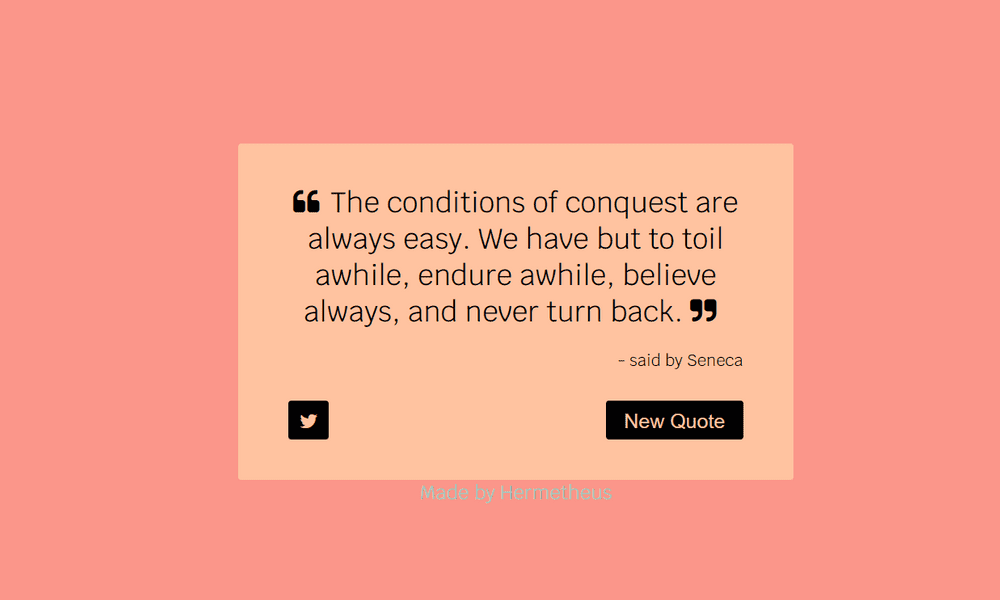 “ The conditions of conquest are
always easy. We have but to toil
awhile, endure awhile, believe
always, and never turn back. ”
- said by Seneca
New Quote
Made by Hermetheus